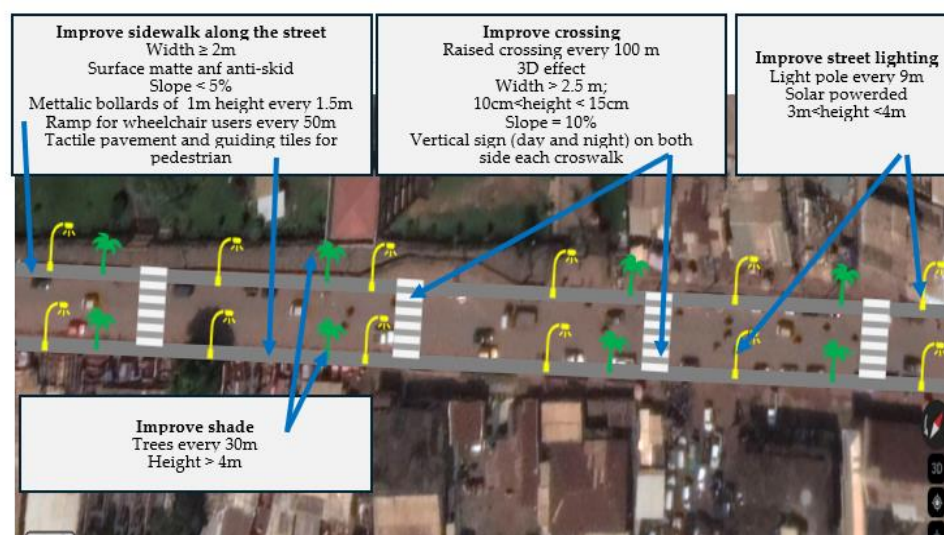 Improve sidewalk along the street
Width ≥ 2m
Surface matte anf anti-skid
Slope < 5%
Mettalic bollards of 1m height every 1.5m
Ramp for wheelchair users every 50m
Tactile pavement and guiding tiles for
pedestrian
Improve crossing
Raised crossing every 100 m
3D effect
Width > 2.5 m;
10cm<height < 15cm
Slope = 10%
Vertical sign (day and night) on both
side each croswalk
Improve street lighting
Light pole every 9m
Solar powerded
3m<height <4m
Improve shade
Trees every 30m
Height > 4m
3D